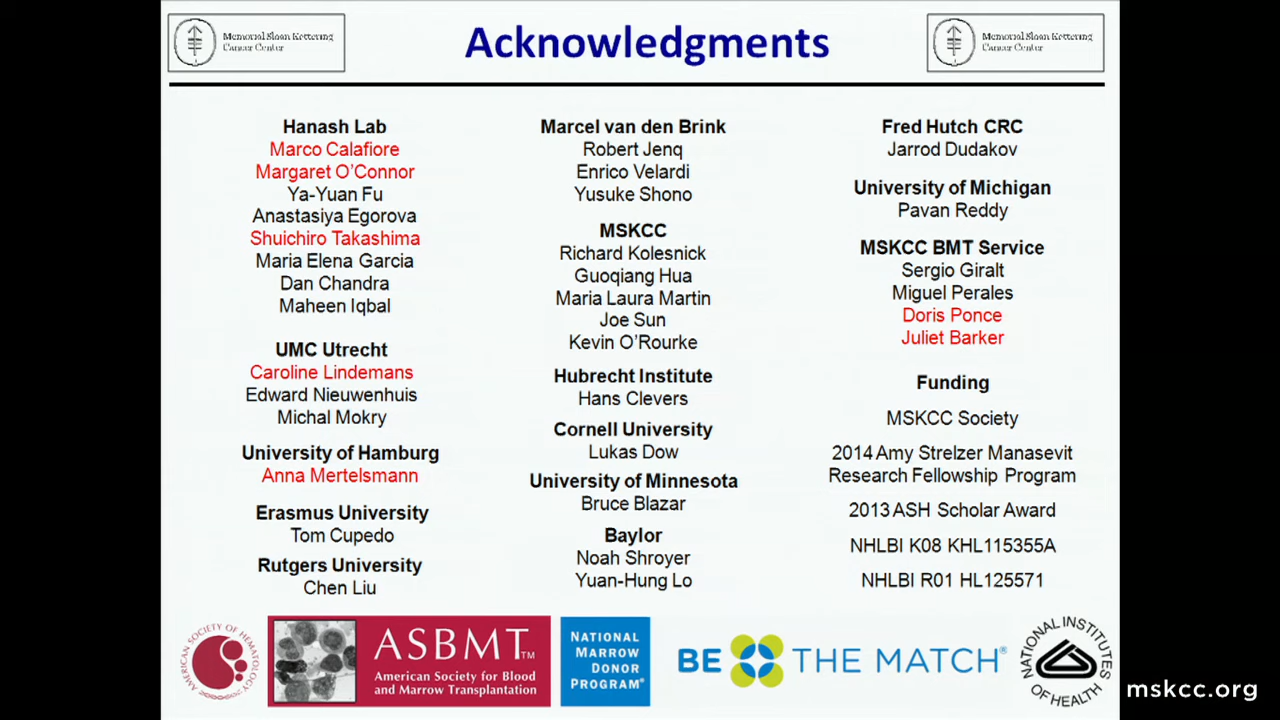 Memorial Sloan Kettering
Cancer Center
Acknowledgments
Memorial Sloan Kettering
Cancer Center
Hanash Lab
Marco Calafiore
Margaret O'Connor
Ya-Yuan Fu
Anastasiya Egorova
Shuichiro Takashima
Maria Elena Garcia
Dan Chandra
Maheen Iqbal
UMC Utrecht
Caroline Lindemans
Edward Nieuwenhuis
Michal Mokry
University of Hamburg
Anna Mertelsmann
Erasmus University
Tom Cupedo
Rutgers University
Chen Liu
Marcel van den Brink
Robert Jenq
Enrico Velardi
Yusuke Shono
MSKCC
Richard Kolesnick
Guoqiang Hua
Maria Laura Martin
Joe Sun
Kevin O'Rourke
Hubrecht Institute
Hans Clevers
Cornell University
Lukas Dow
University of Minnesota
Bruce Blazar
Baylor
Noah Shroyer
Yuan-Hung Lo
Fred Hutch CRC
Jarrod Dudakov
University of Michigan
Pavan Reddy
MSKCC BMT Service
Sergio Giralt
Miguel Perales
Doris Ponce
Juliet Barker
Funding
MSKCC Society
2014 Amy Strelzer Manasevit
Research Fellowship Program
2013 ASH Scholar Award
NHLBI K08 KHL115355A
NHLBI R01 HL125571
AMERICAN SOCIETY OF HEMATOLOGY
ASBMT™
American Society for Blood
and Marrow Transplantation
NATIONAL
MARROW
DONOR
PROGRAM®
BE THE MATCH®
NATIONAL INSTITUTES
OF HEALTH
mskcc.org